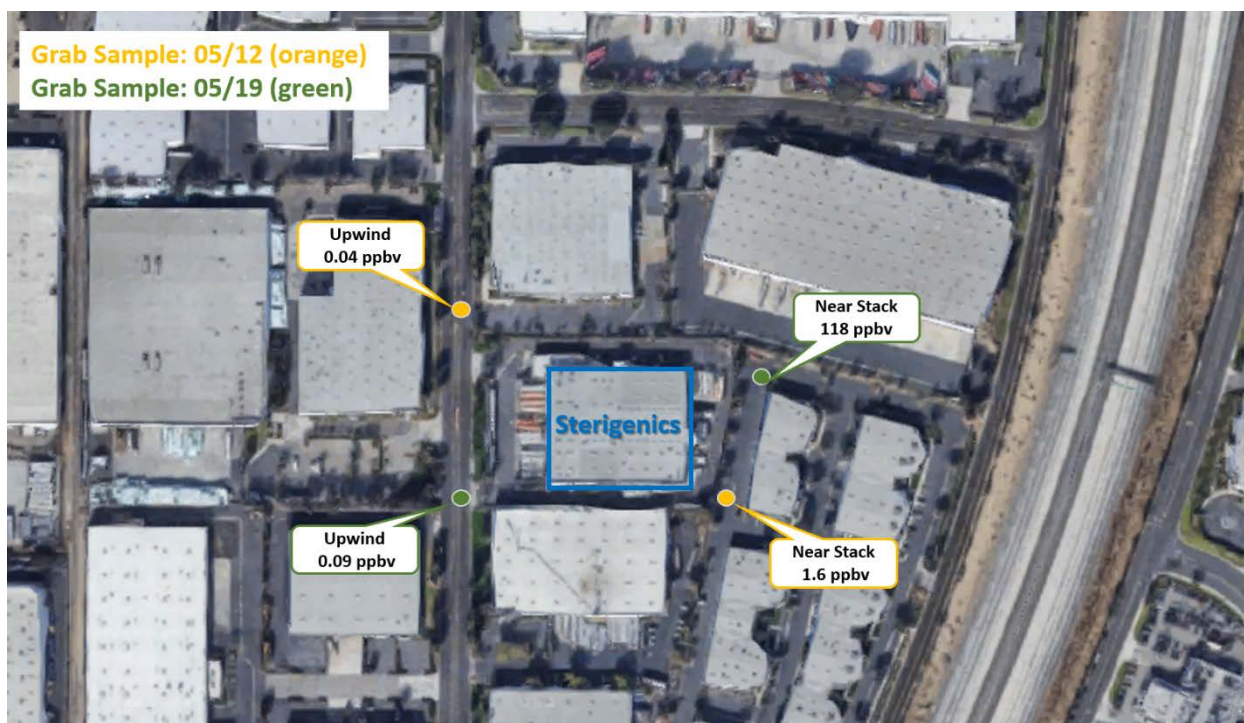 Grab Sample: 05/12 (orange)
Grab Sample: 05/19 (green)
Upwind
0.04 ppbv
Near Stack
118 ppbv
Sterigenics
Upwind
0.09 ppbv
Near Stack
1.6 ppbv